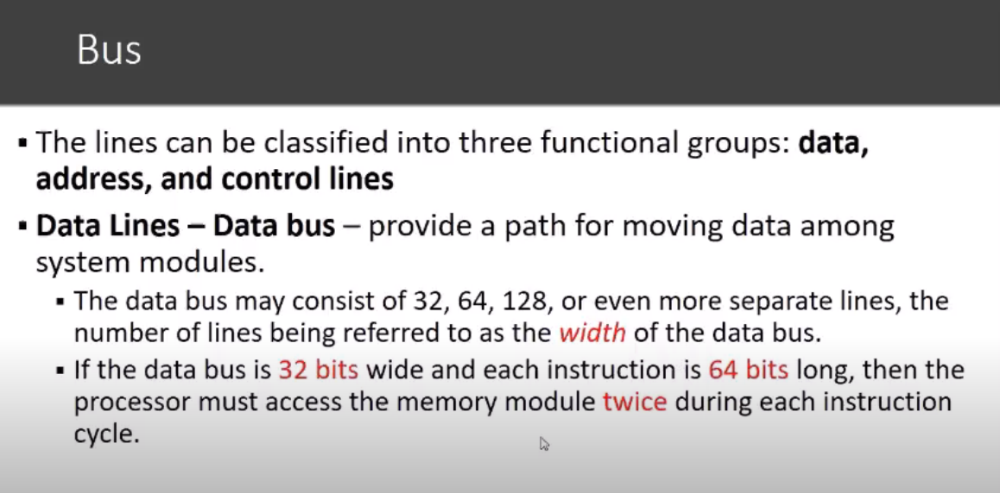 Bus
▪ The lines can be classified into three functional groups: data,
address, and control lines
▪ Data Lines – Data bus – provide a path for moving data among
system modules.
▪ The data bus may consist of 32, 64, 128, or even more separate lines, the
number of lines being referred to as the width of the data bus.
▪ If the data bus is 32 bits wide and each instruction is 64 bits long, then the
processor must access the memory module twice during each instruction
cycle.